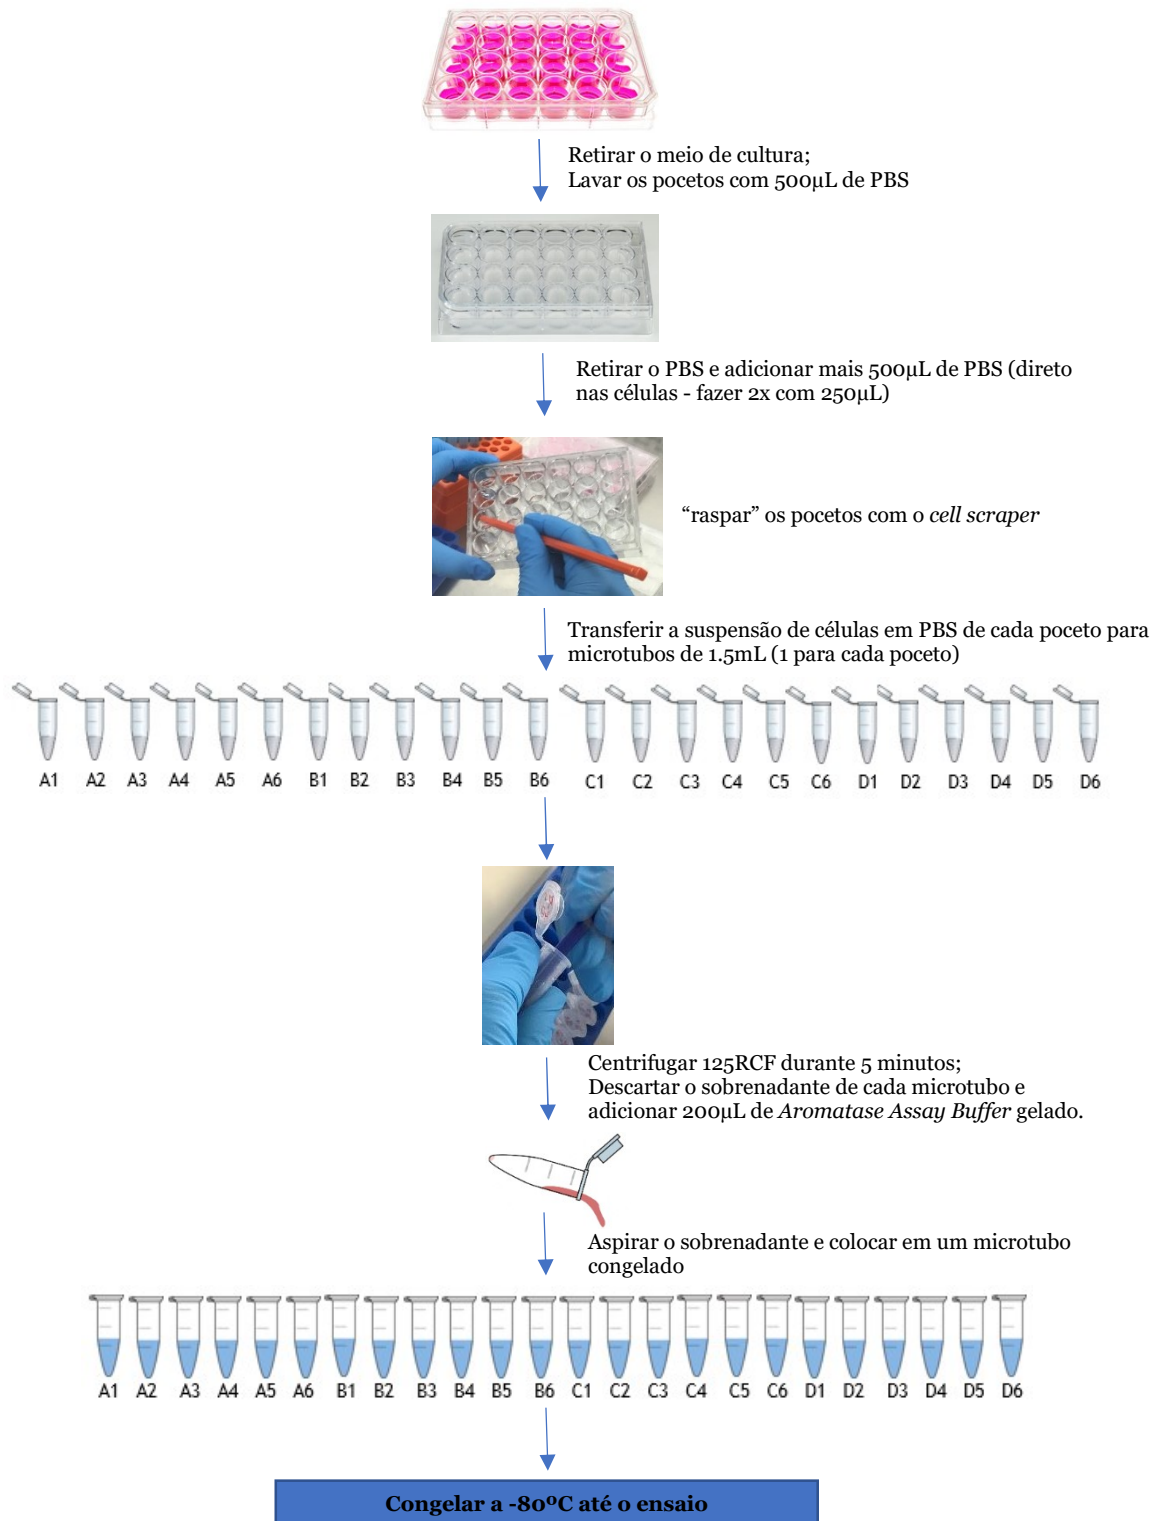 Retirar o meio de cultura;
Lavar os pocetos com 500µL de PBS
Retirar o PBS e adicionar mais 500µL de PBS (direto
nas células - fazer 2x com 250µL)
“raspar” os pocetos com o cell scraper
Transferir a suspensão de células em PBS de cada poceto para
microtubos de 1.5mL (1 para cada poceto)
A1 A2 A3 A4 A5 A6 B1 B2 B3 B4 B5 B6 C1 C2 C3 C4 C5 C6 D1 D2 D3 D4 D5 D6
Centrifugar 125RCF durante 5 minutos;
Descartar o sobrenadante de cada microtubo e
adicionar 200µL de Aromatase Assay Buffer gelado.
Aspirar o sobrenadante e colocar em um microtubo
congelado
A1 A2 A3 A4 A5 A6 B1 B2 B3 B4 B5 B6 C1 C2 C3 C4 C5 C6 D1 D2 D3 D4 D5 D6
Congelar a -80ºC até o ensaio